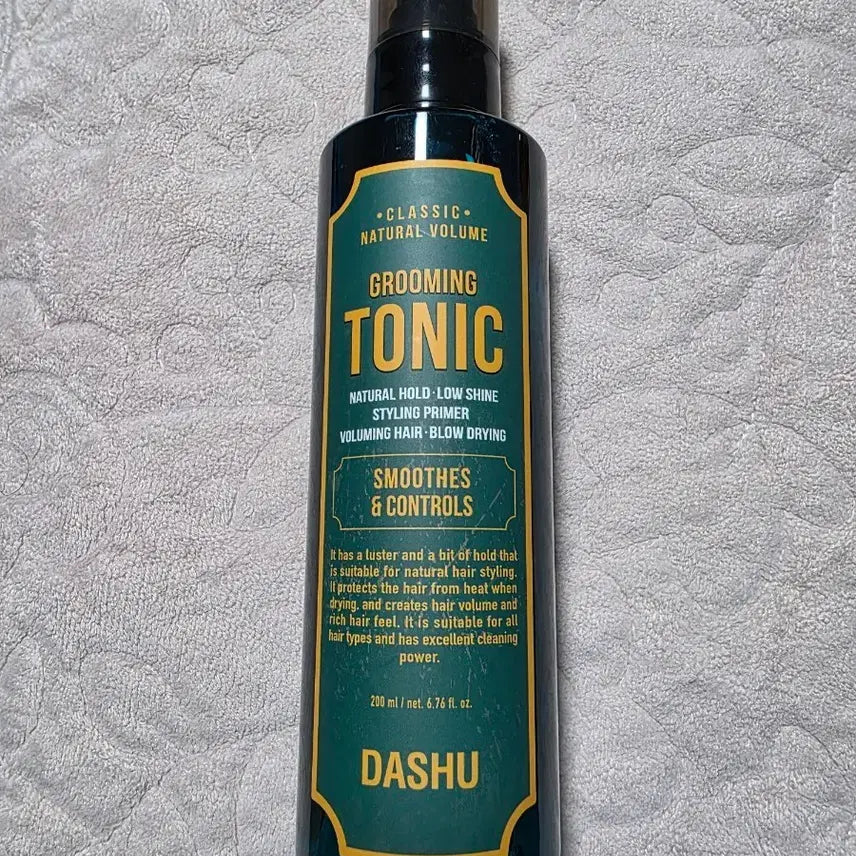 •CLASSIC•
NATURAL VOLUME
GROOMING
TONIC
NATURAL HOLD·LOW SHINE
STYLING PRIMER
VOLUMING HAIR·BLOW DRYING
SMOOTHES
& CONTROLS
It has a luster and a bit of hold that
is suitable for natural hair styling.
It protects the hair from heat when
drying, and creates hair volume and
rich hair feel. It is suitable for all
hair types and has excellent cleaning
power.
200 ml / net. 6.76 fl. oz.
DASHU